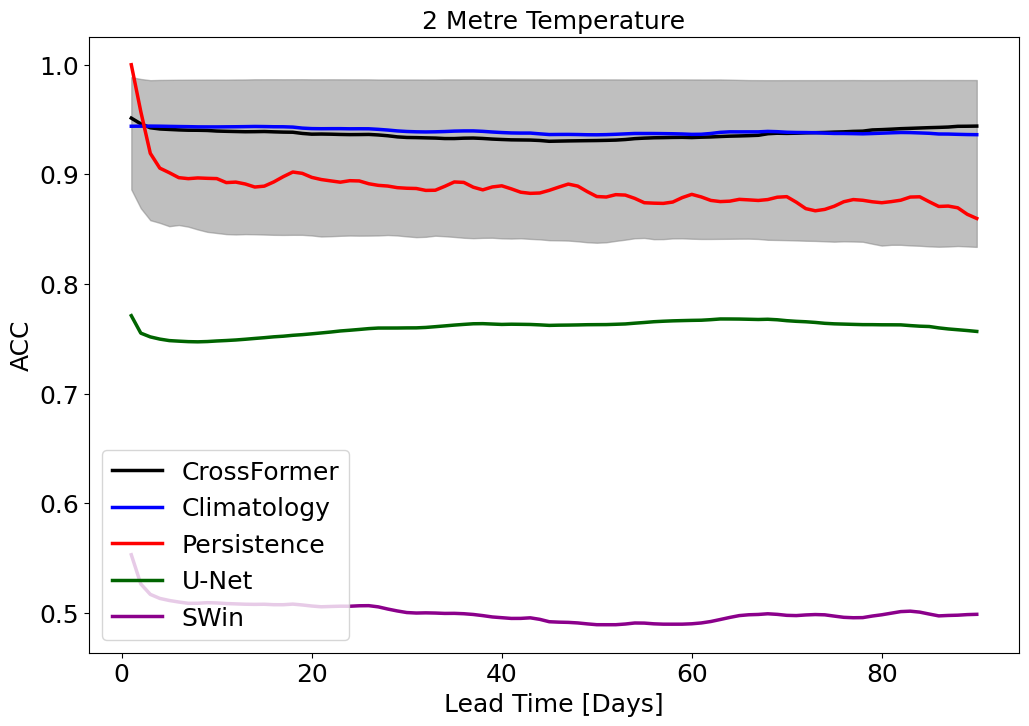 2 Metre Temperature
ACC
1.0
0.9
0.8
0.7
0.6
0.5
CrossFormer
Climatology
Persistence
U-Net
SWin
0 20 40 60 80
Lead Time [Days]